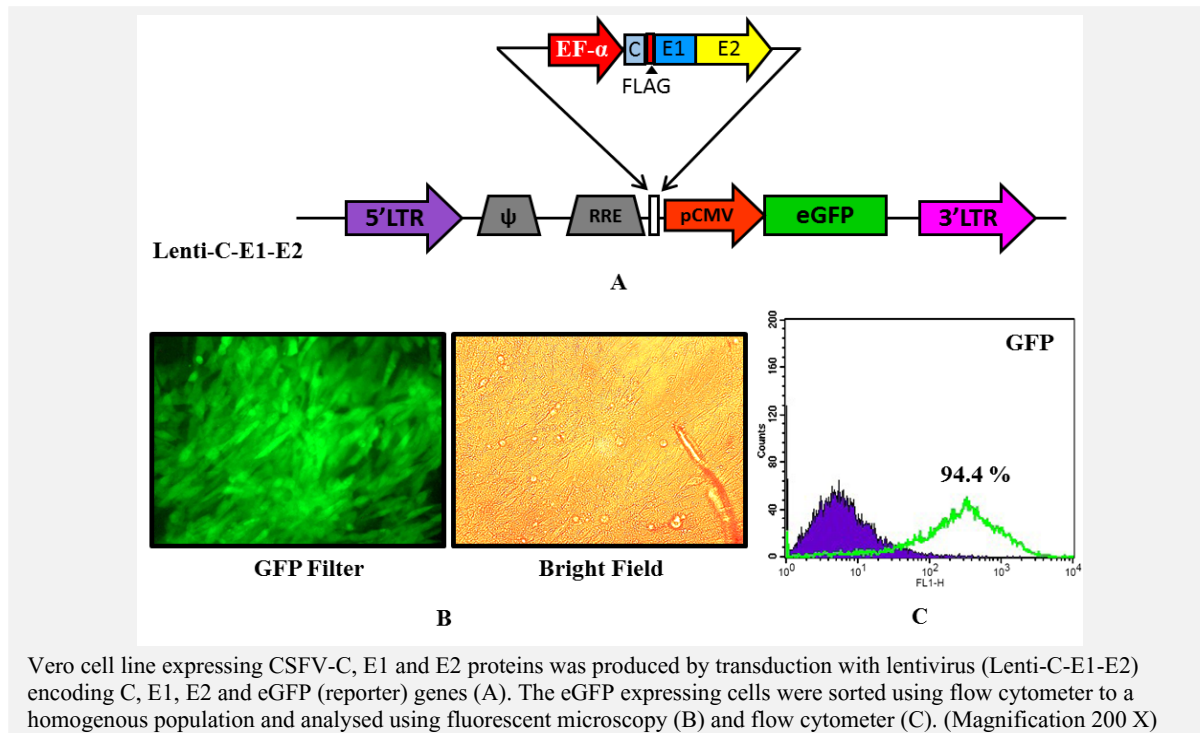 EF-α C E1 E2
FLAG
5'LTR ψ RRE pCMV eGFP 3'LTR
Lenti-C-E1-E2
A
GFP Filter
Bright Field
B
200
160
120
80
40
0
Counts
GFP
94.4 %
10⁰ 10¹ 10² 10³ 10⁴
FL1-H
C
Vero cell line expressing CSFV-C, E1 and E2 proteins was produced by transduction with lentivirus (Lenti-C-E1-E2)
encoding C, E1, E2 and eGFP (reporter) genes (A). The eGFP expressing cells were sorted using flow cytometer to a
homogenous population and analysed using fluorescent microscopy (B) and flow cytometer (C). (Magnification 200 X)